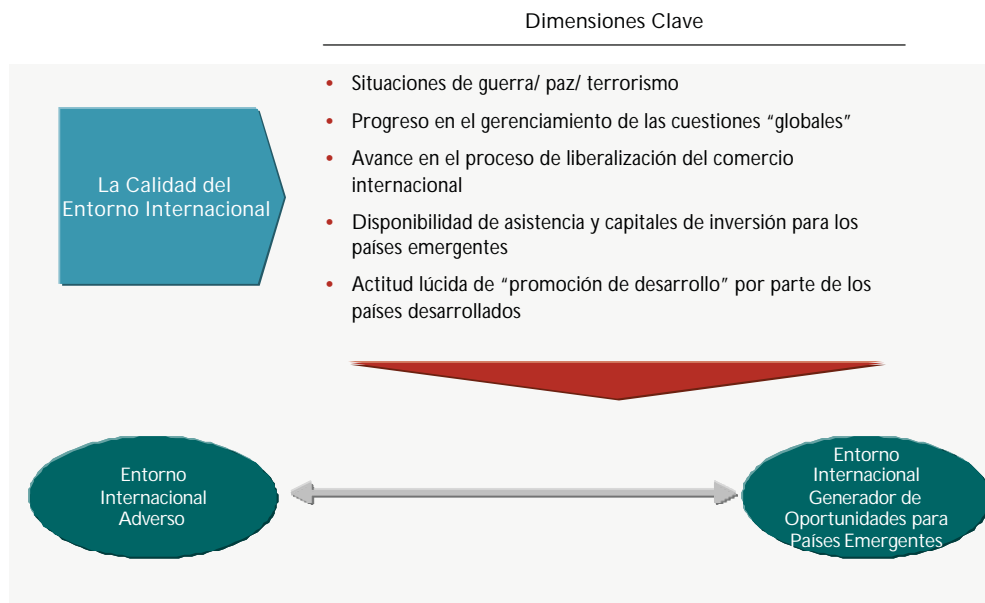 Dimensiones Clave
La Calidad del
Entorno Internacional
• Situaciones de guerra/ paz/ terrorismo
• Progreso en el gerenciamiento de las cuestiones “globales”
• Avance en el proceso de liberalización del comercio
internacional
• Disponibilidad de asistencia y capitales de inversión para los
países emergentes
• Actitud lúcida de “promoción de desarrollo” por parte de los
países desarrollados
Entorno
Internacional
Adverso
Entorno
Internacional
Generador de
Oportunidades para
Países Emergentes